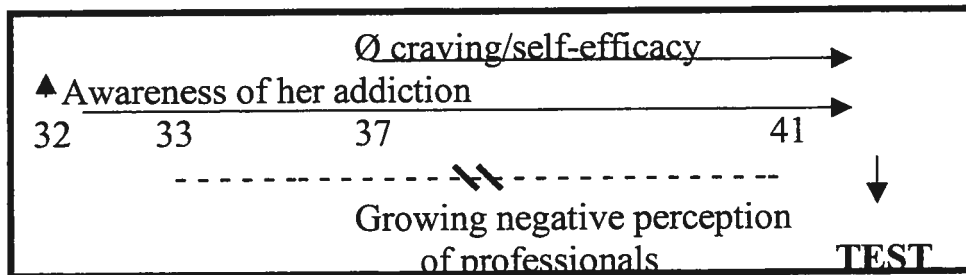 Ø craving/self-efficacy
Awareness of her addiction
32 33 37 41
Growing negative perception
of professionals TEST